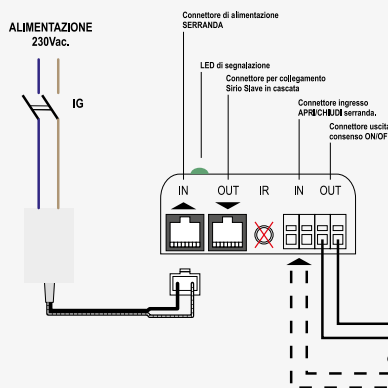 Connettore di alimentazione
SERRANDA
ALIMENTAZIONE
230Vac.
LED di segnalazione
Connettore per collegamento
Sirio Slave in cascata
IG
Connettore ingresso
APRI/CHIUDI serranda.
Connettore uscita
consenso ON/OF
IN OUT IR IN OUT